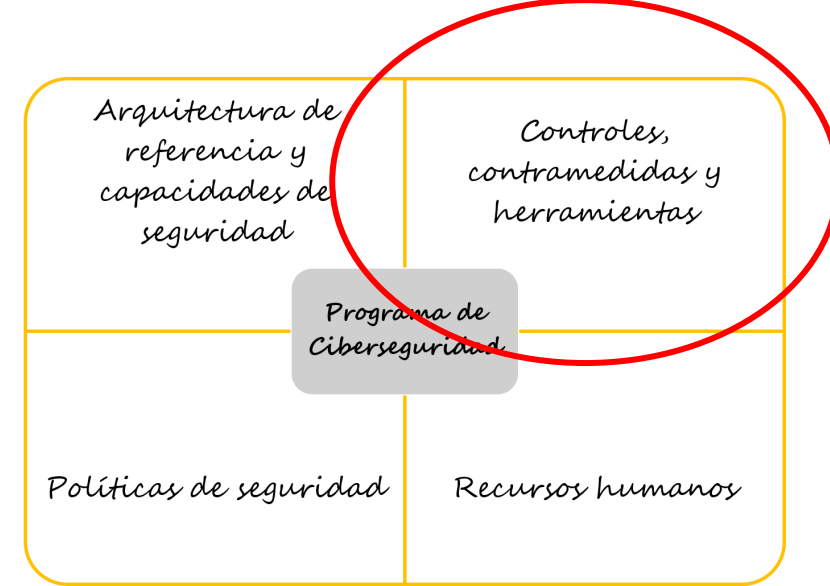 Arquitectura de
referencia y
capacidades de
seguridad
Controles,
contramedidas y
herramientas
Programa de
Ciberseguridad
Políticas de seguridad
Recursos humanos